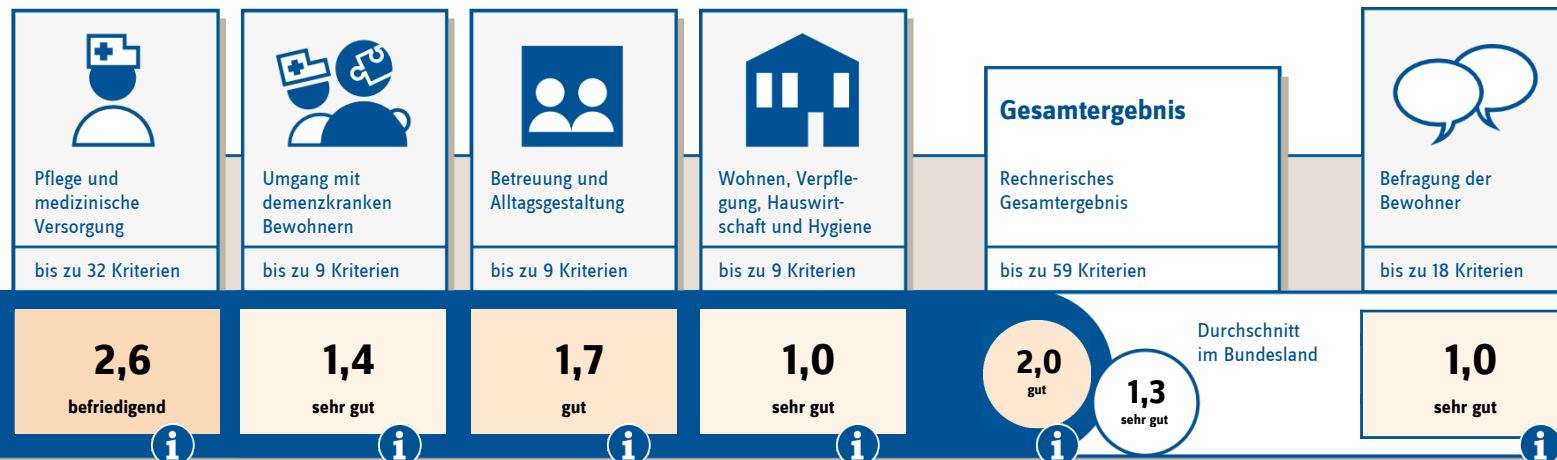 Pflege und
medizinische
Versorgung
bis zu 32 Kriterien
2,6
befriedigend
Umgang mit
demenzkranken
Bewohnern
bis zu 9 Kriterien
1,4
sehr gut
Betreuung und
Alltagsgestaltung
bis zu 9 Kriterien
1,7
gut
Wohnen, Verpfle-
gung, Hauswirt-
schaft und Hygiene
bis zu 9 Kriterien
1,0
sehr gut
Gesamtergebnis
Rechnerisches
Gesamtergebnis
bis zu 59 Kriterien
2,0
gut
Durchschnitt
im Bundesland
1,3
sehr gut
Befragung der
Bewohner
bis zu 18 Kriterien
1,0
sehr gut